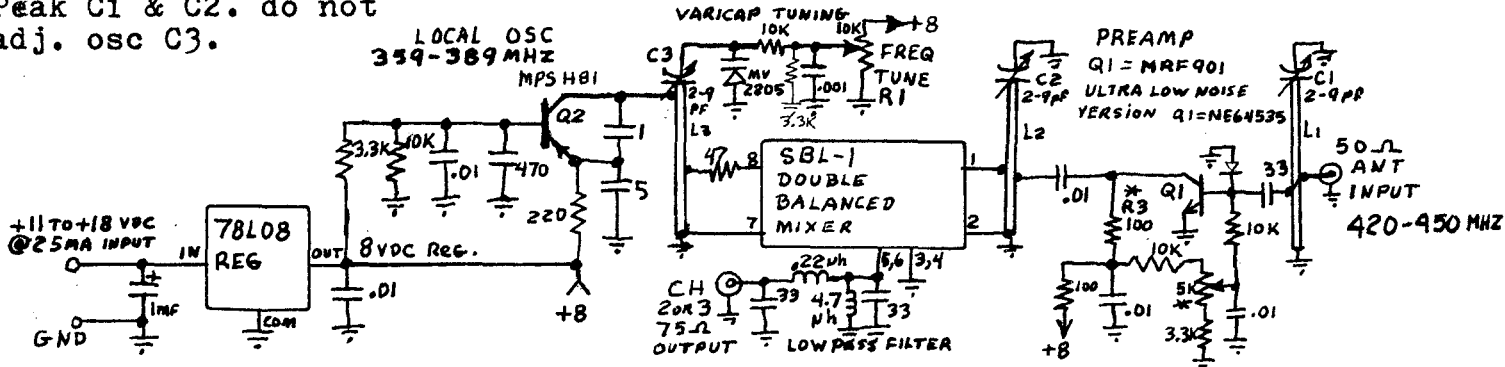 Peak C1 & C2. do not
adj. osc C3.
LOCAL OSC
359-389 MHZ
MPSH81
Q2
VARICAP TUNING
10K
10K
+8
FREQ
TUNE
R1
C3
2-9
PF
L3
MV
2805
.001
3.3K
PREAMP
Q1 = MRF901
ULTRA LOW NOISE
VERSION Q1=NE64535
C2
2-9pF
L2
C1
2-9pF
L1
50Ω
ANT
INPUT
420-450 MHZ
3.3K
10K
.01
470
1
5
220
47
8
7
SBL-1
DOUBLE
BALANCED
MIXER
1
2
5,6
3,4
.01
*
R3
100
Q1
33
10K
10K
5K
*
3.3K
.01
.01
100
+8
+11 TO +18 VDC
@25MA INPUT
1MF
GND
IN
78L08
REG
OUT
COM
8VDC REG.
.01
+8
CH
2 OR 3
75Ω
OUTPUT
.22µh
33
4.7
µh
33
LOW PASS FILTER